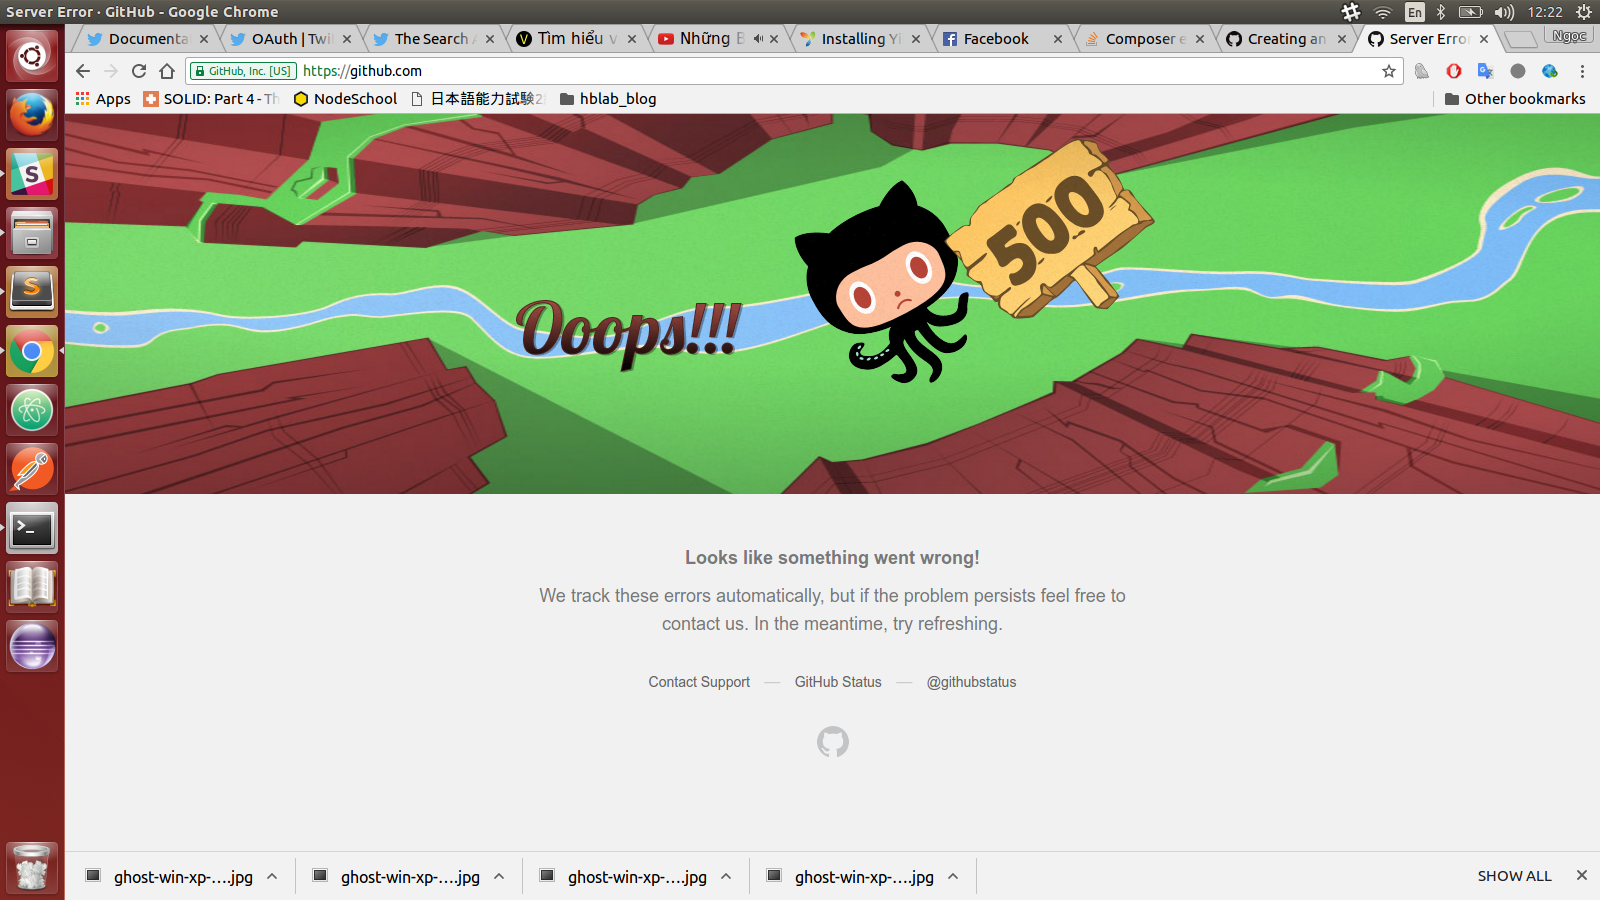 Server Error · GitHub - Google Chrome
En
12:22
Documenta
OAuth | Twi
The Search
Tìm hiểu v
Những
Installing Yi
Facebook
Composer e
Creating an
Server Erro
Ngọc
GitHub, Inc. [US]
https://github.com
Apps
SOLID: Part 4 - Th
NodeSchool
日本語能力試験2
hblab_blog
Other bookmarks
500
Ooops!!!
Looks like something went wrong!
We track these errors automatically, but if the problem persists feel free to
contact us. In the meantime, try refreshing.
Contact Support — GitHub Status — @githubstatus
ghost-win-xp-....jpg
ghost-win-xp-....jpg
ghost-win-xp-....jpg
ghost-win-xp-....jpg
SHOW ALL